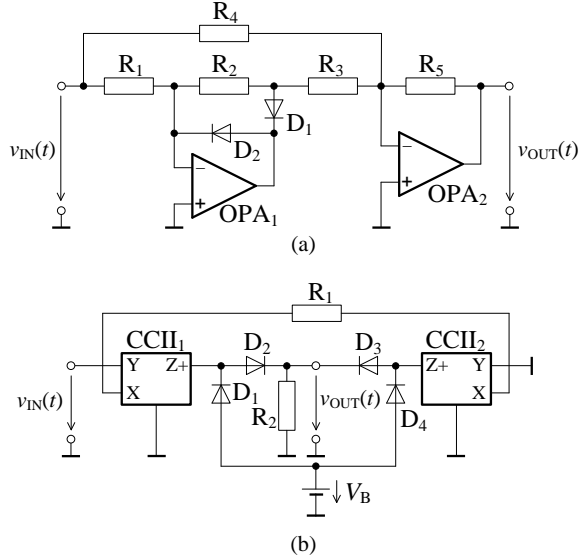 R4
R1 R2 R3 R5
D1
D2
vIN(t) vOUT(t)
−
+
OPA1
−
+
OPA2
(a)
R1
CCII1 D2 D3 CCII2
Y Z+ Z+ Y
X X
vIN(t) D1 R2 vOUT(t) D4
VB
(b)